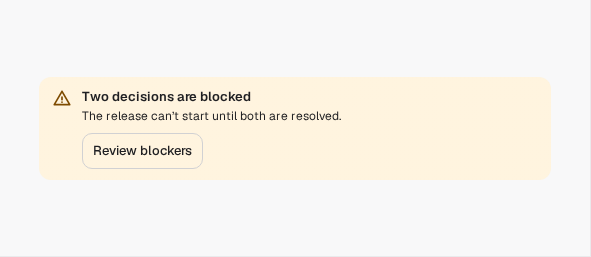 Two decisions are blocked
The release can't start until both are resolved.
Review blockers